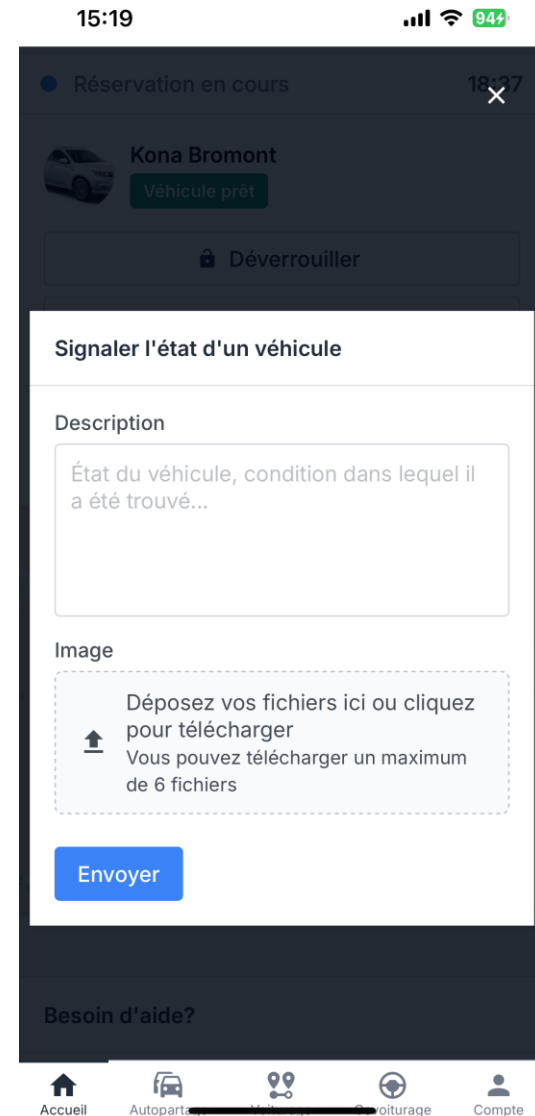 15:19
94
Réservation en cours
Kona Bromont
Véhicule prêt
Déverrouiller
Signaler l'état d'un véhicule
Description
État du véhicule, condition dans lequel il
a été trouvé...
Image
Déposez vos fichiers ici ou cliquez
pour télécharger
Vous pouvez télécharger un maximum
de 6 fichiers
Envoyer
Besoin d'aide?
Accueil
Compte